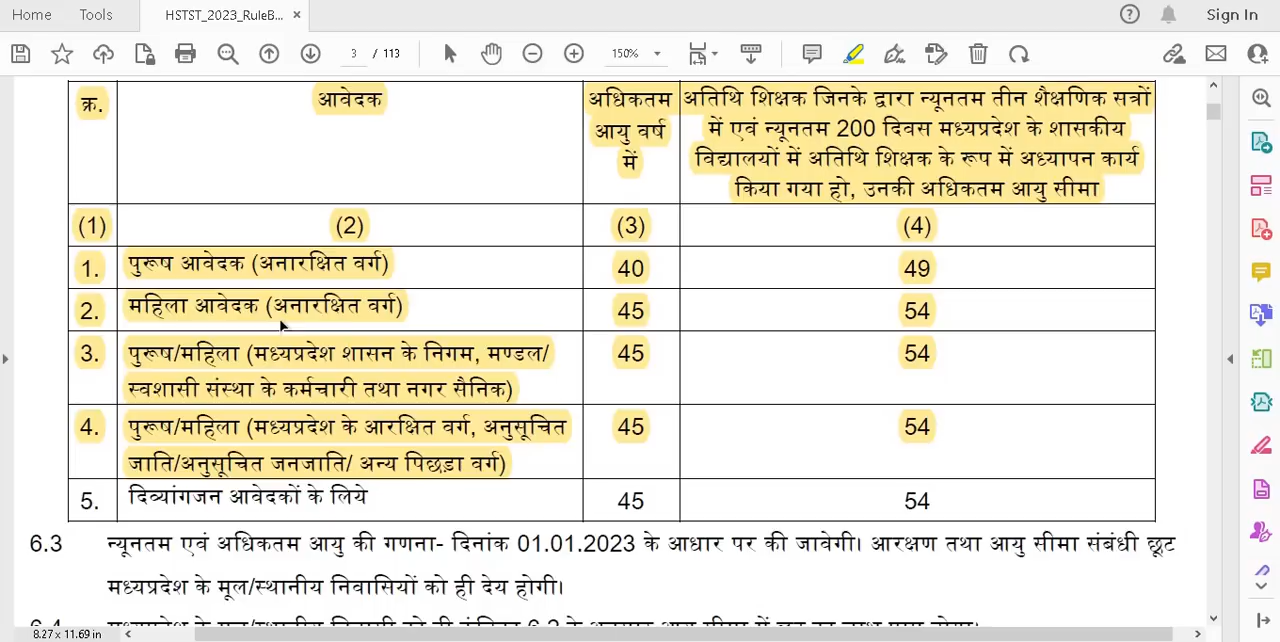 Home Tools HSTST_2023_RuleB... × Sign In
3 / 113 150%
क्र. आवेदक अधिकतम आयु वर्ष में अतिथि शिक्षक जिनके द्वारा न्यूनतम तीन शैक्षणिक सत्रों
में एवं न्यूनतम 200 दिवस मध्यप्रदेश के शासकीय
विद्यालयों में अतिथि शिक्षक के रूप में अध्यापन कार्य
किया गया हो, उनकी अधिकतम आयु सीमा
(1) (2) (3) (4)
1. पुरूष आवेदक (अनारक्षित वर्ग) 40 49
2. महिला आवेदक (अनारक्षित वर्ग) 45 54
3. पुरूष/महिला (मध्यप्रदेश शासन के निगम, मण्डल/ 45 54
स्वशासी संस्था के कर्मचारी तथा नगर सैनिक)
4. पुरूष/महिला (मध्यप्रदेश के आरक्षित वर्ग, अनुसूचित 45 54
जाति/अनुसूचित जनजाति/ अन्य पिछड़ा वर्ग)
5. दिव्यांगजन आवेदकों के लिये 45 54
6.3 न्यूनतम एवं अधिकतम आयु की गणना- दिनांक 01.01.2023 के आधार पर की जावेगी। आरक्षण तथा आयु सीमा संबंधी छूट
मध्यप्रदेश के मूल/स्थानीय निवासियों को ही देय होगी।
8.27 x 11.69 in